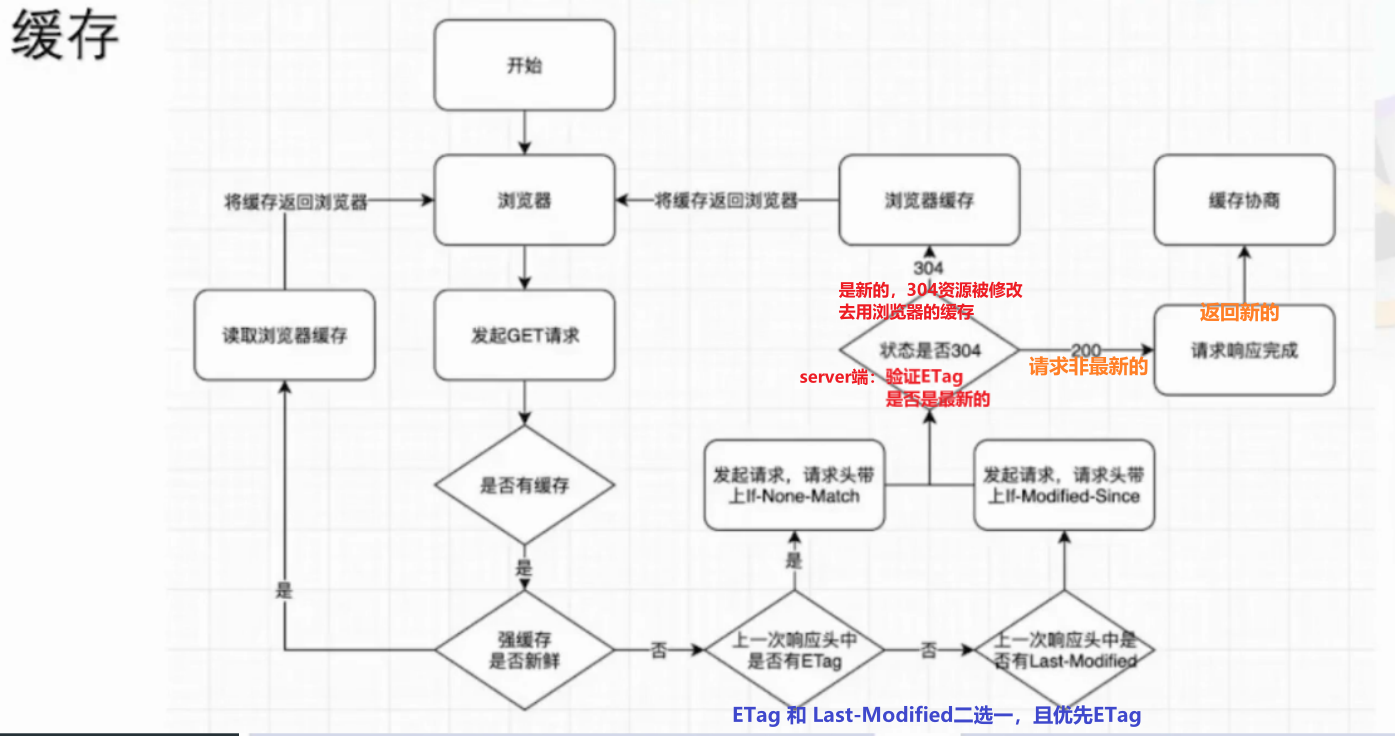 缓存
开始
将缓存返回浏览器
浏览器
将缓存返回浏览器
浏览器缓存
缓存协商
304
是新的，304资源被修改
去用浏览器的缓存
读取浏览器缓存
发起GET请求
状态是否304
200
返回新的
请求响应完成
请求非最新的
server端：验证ETag
是否是最新的
是否有缓存
发起请求，请求头带
上If-None-Match
发起请求，请求头带
上If-Modified-Since
是
是
是
强缓存
是否新鲜
否
上一次响应头中
是否有ETag
否
上一次响应头中是
否有Last-Modified
ETag 和 Last-Modified二选一，且优先ETag